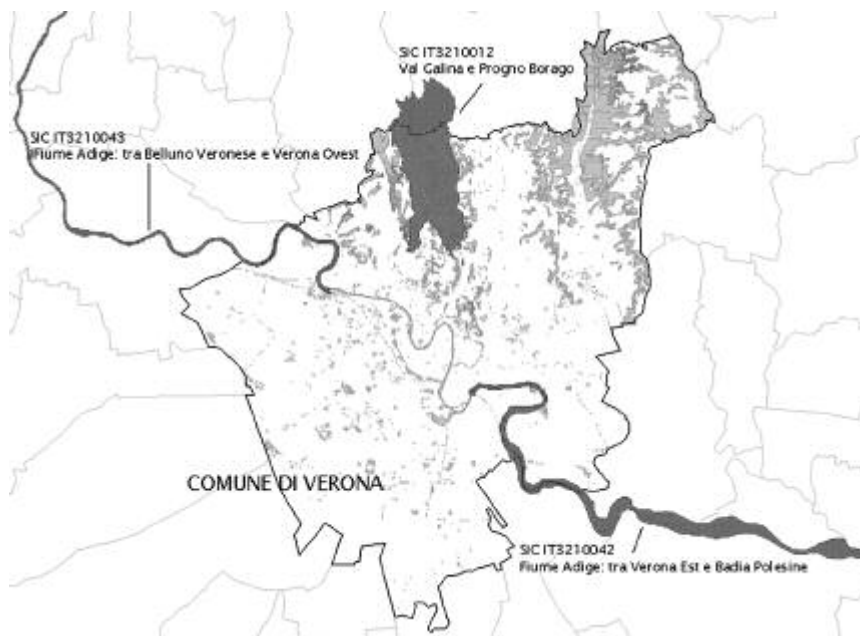 SIC IT3210012
Val Galina e Progno Borago
SIC IT3210043
Fiume Adige: tra Belluno Veronese e Verona Ovest
COMUNE DI VERONA
SIC IT3210042
Fiume Adige: tra Verona Est e Badia Polesine